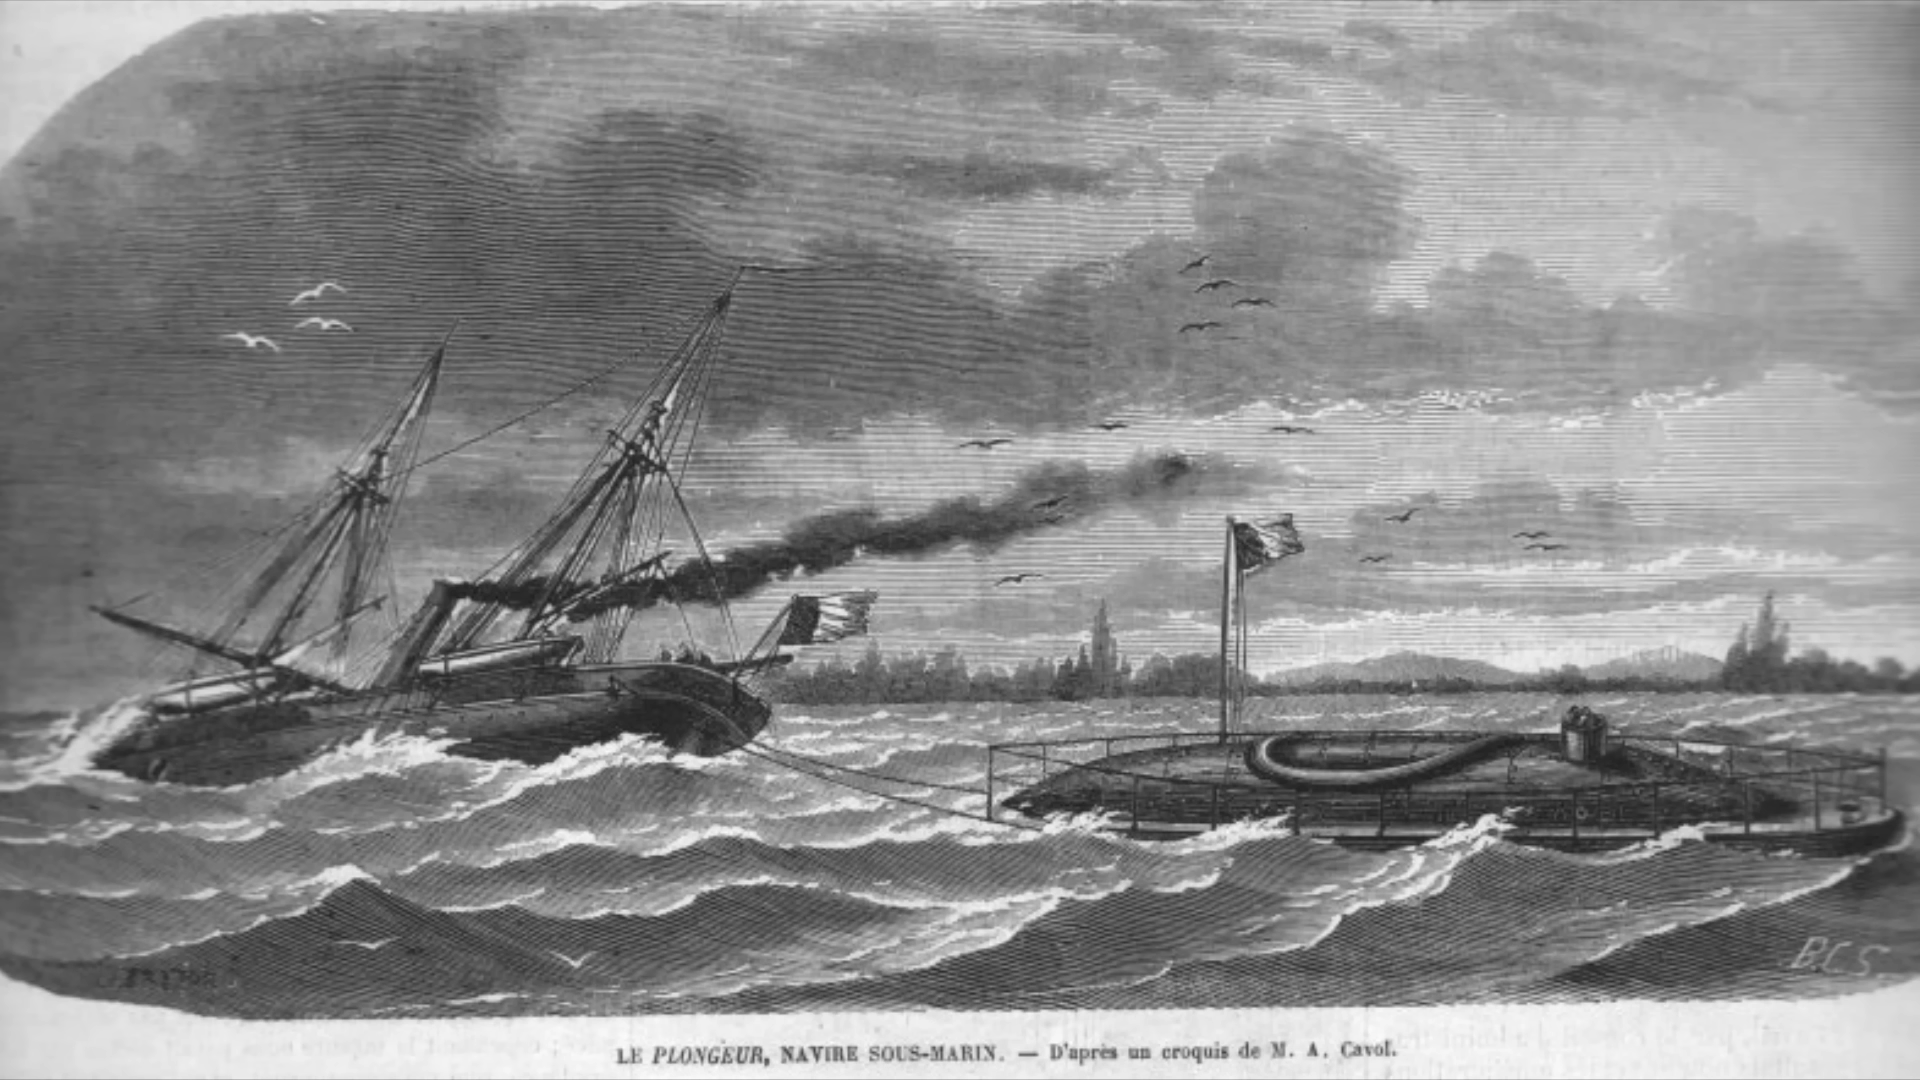 B.C.S.
LE PLONGEUR, NAVIRE SOUS-MARIN. — D'après un croquis de M. A. Cavol.